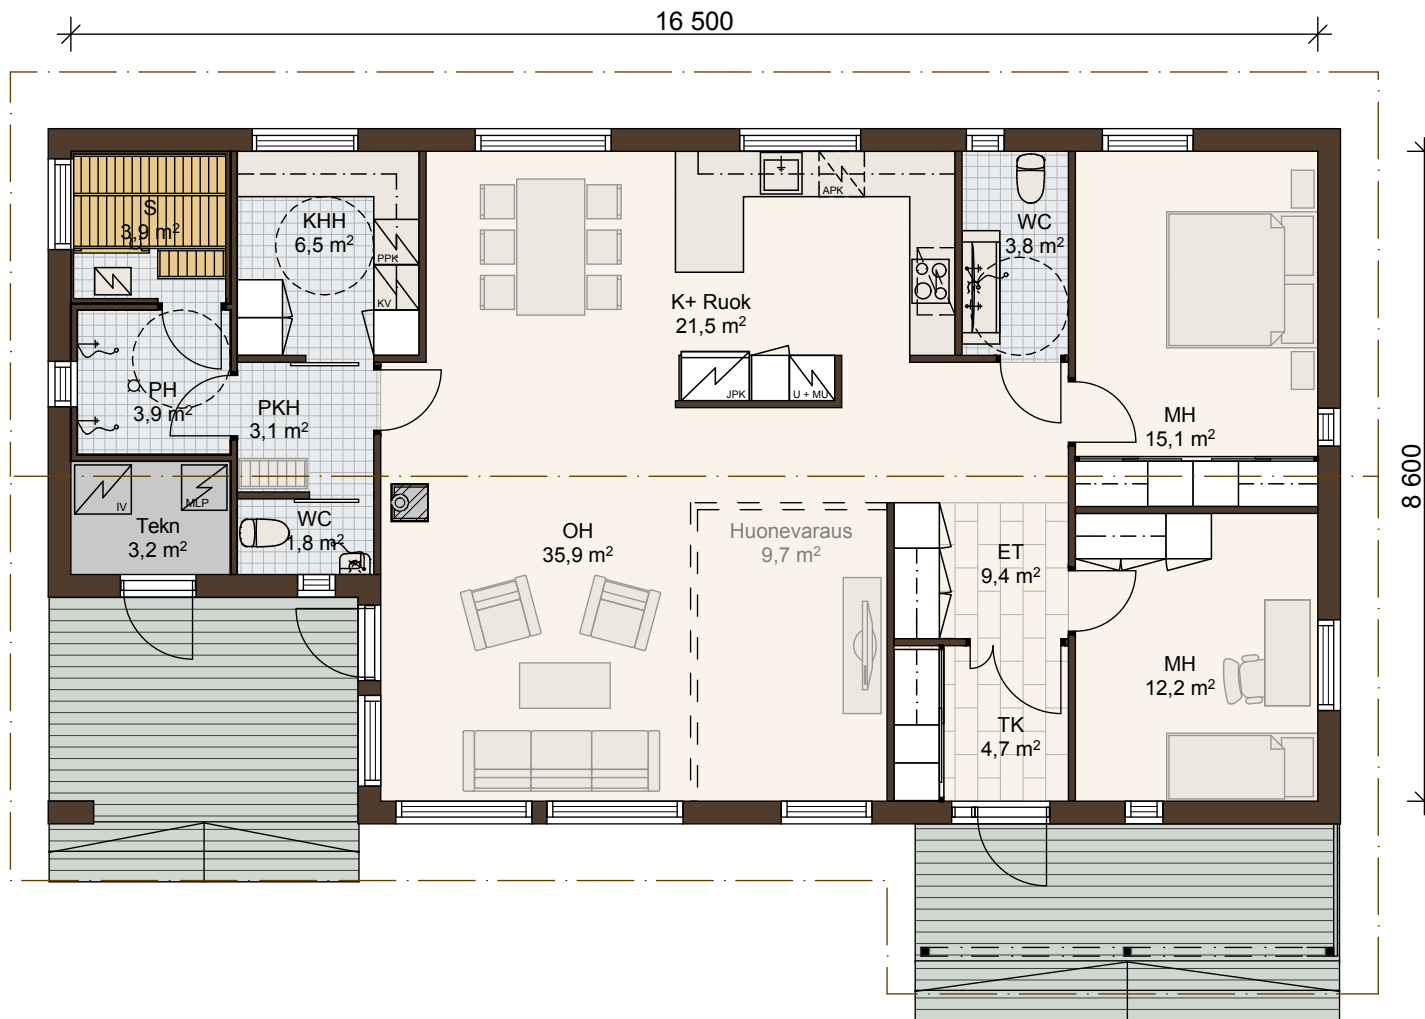 16 500
S
3,9 m²
KHH
6,5 m²
PPK
KV
APK
K+ Ruok
21,5 m²
WC
3,8 m²
JPK
U + MU
PH
3,9 m²
PKH
3,1 m²
MH
15,1 m²
8 600
IV
MLP
Tekn
3,2 m²
WC
1,8 m²
OH
35,9 m²
Huonevaraus
9,7 m²
ET
9,4 m²
MH
12,2 m²
TK
4,7 m²